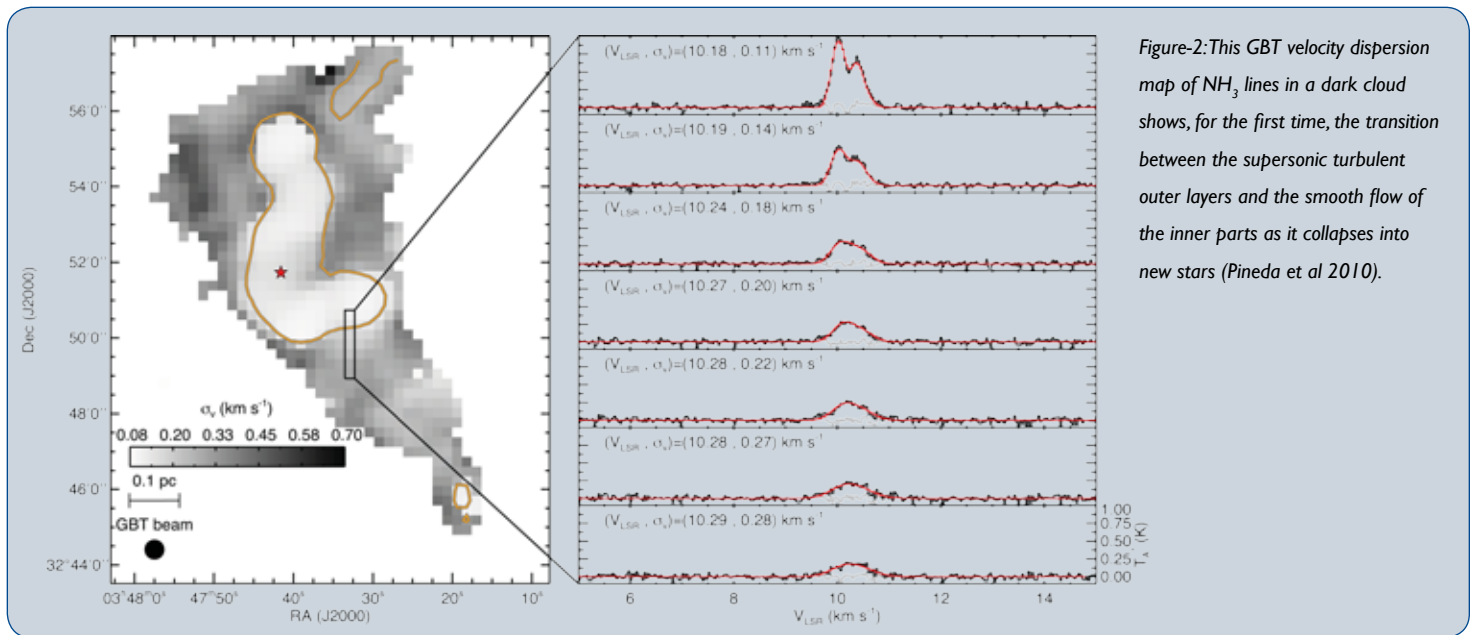 56'0''
54'0''
52'0''
50'0''
48'0''
46'0''
32°44'0''
Dec (J2000)
σv (km s-1)
0.08 0.20 0.33 0.45 0.58 0.70
0.1 pc
GBT beam
03h48m0s 47m50s 40s 30s 20s 10s
RA (J2000)
(VLSR , σv)=(10.18 , 0.11) km s-1
(VLSR , σv)=(10.19 , 0.14) km s-1
(VLSR , σv)=(10.24 , 0.18) km s-1
(VLSR , σv)=(10.27 , 0.20) km s-1
(VLSR , σv)=(10.28 , 0.22) km s-1
(VLSR , σv)=(10.28 , 0.27) km s-1
(VLSR , σv)=(10.29 , 0.28) km s-1
1.00
0.75
0.50
0.25
0.00
TA (K)
6 8 10 12 14
VLSR (km s-1)
Figure-2: This GBT velocity dispersion
map of NH3 lines in a dark cloud
shows, for the first time, the transition
between the supersonic turbulent
outer layers and the smooth flow of
the inner parts as it collapses into
new stars (Pineda et al 2010).